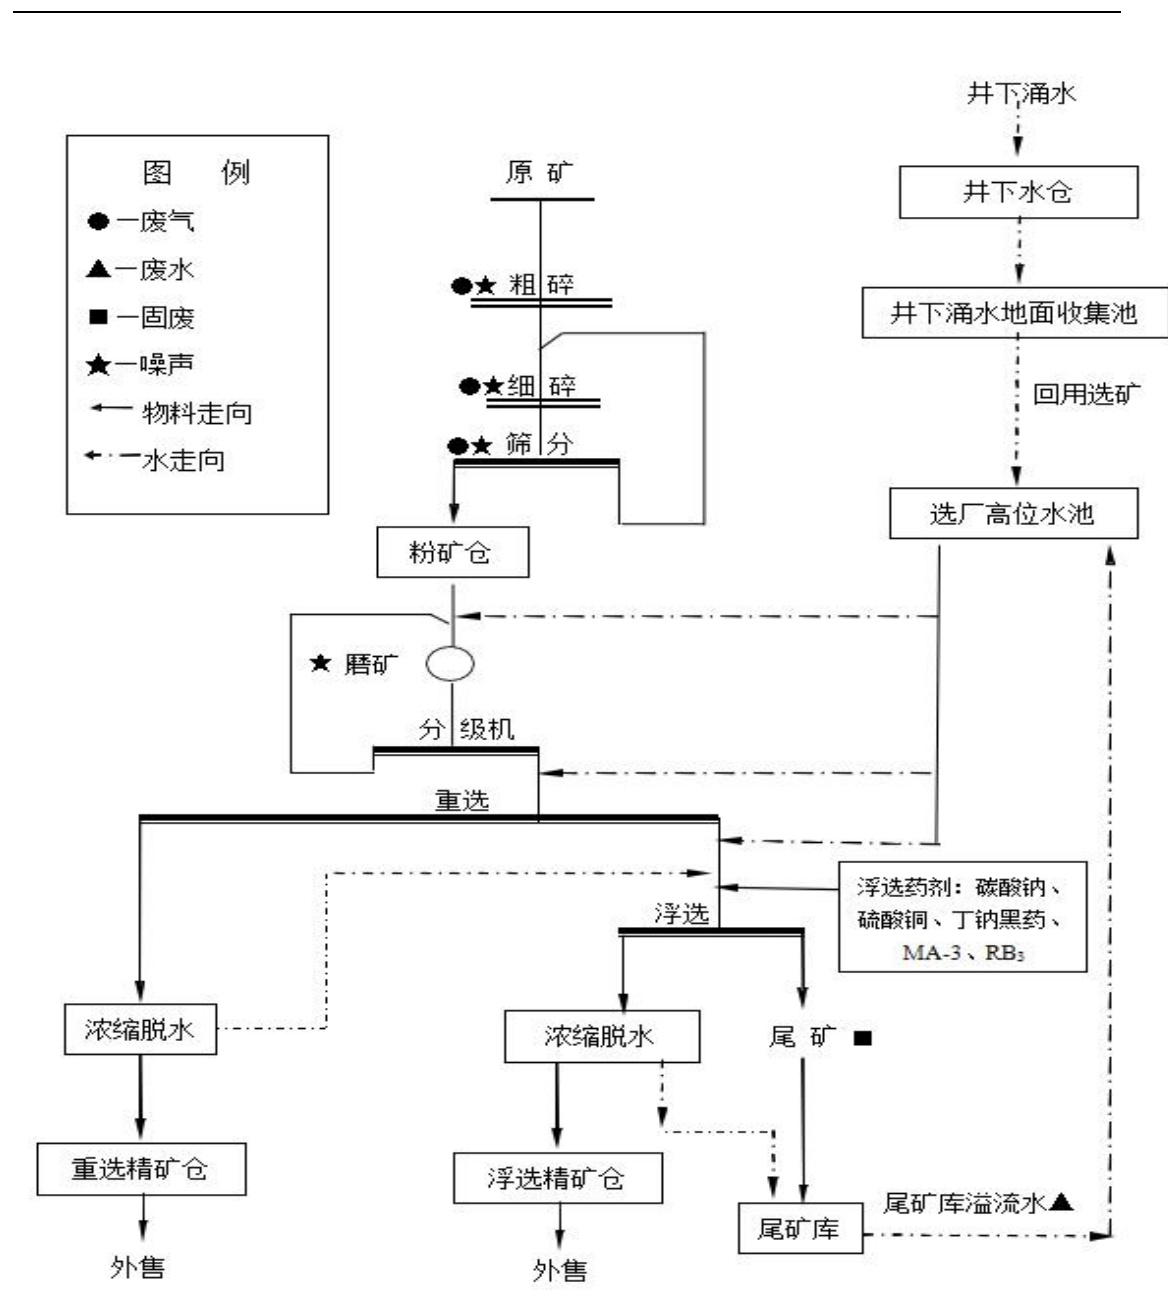 井下涌水
图 例
●—废气
▲—废水
■—固废
★—噪声
物料走向
水走向
原 矿
●★粗 碎
●★细 碎
●★筛 分
粉矿仓
★ 磨矿
分 级机
重选
井下水仓
井下涌水地面收集池
回用选矿
选厂高位水池
浮选药剂：碳酸钠、
硫酸铜、丁钠黑药、
MA-3、RB₃
浮选
浓缩脱水
浓缩脱水
尾 矿 ■
重选精矿仓
浮选精矿仓
尾矿库
尾矿库溢流水▲
外售
外售